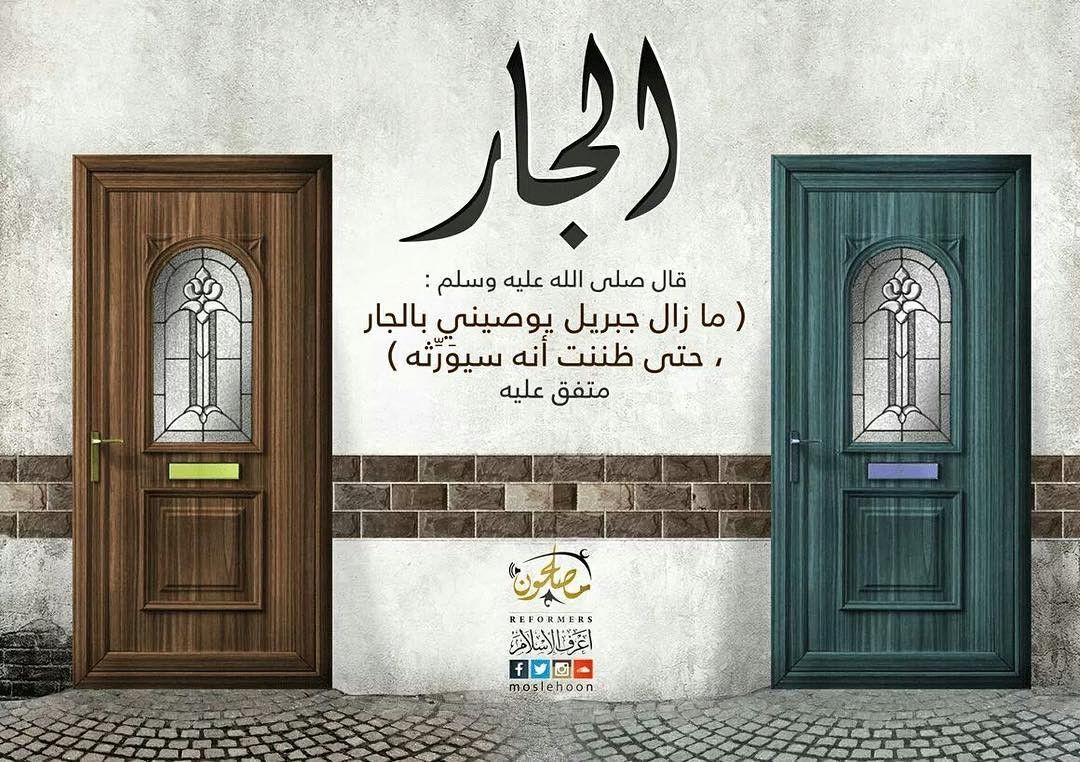 الجار
قال صلى الله عليه وسلم :
( ما زال جبريل يوصيني بالجار
، حتى ظننت أنه سيورِّثه )
متفق عليه
مصلحون
REFORMERS
اعرف الإسلام
moslehoon